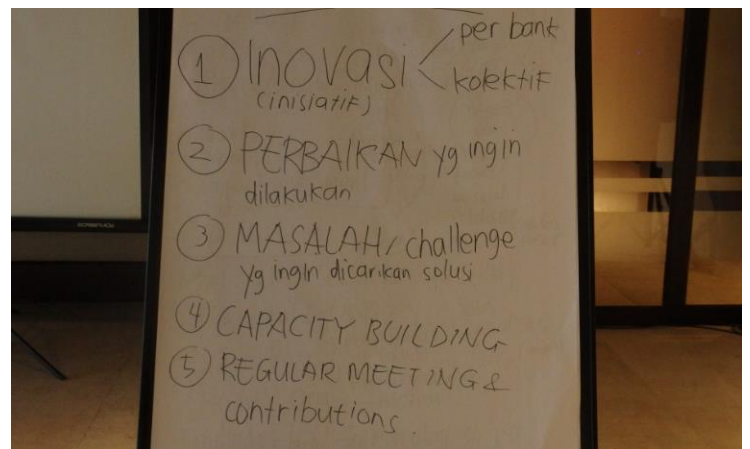 per bank
① Inovasi < kolektif
(inisiatif)
② PERBAIKAN yg ingin
dilakukan
③ MASALAH / challenge
yg ingin dicarikan solusi
④ CAPACITY BUILDING
⑤ REGULAR MEETING &
contributions.